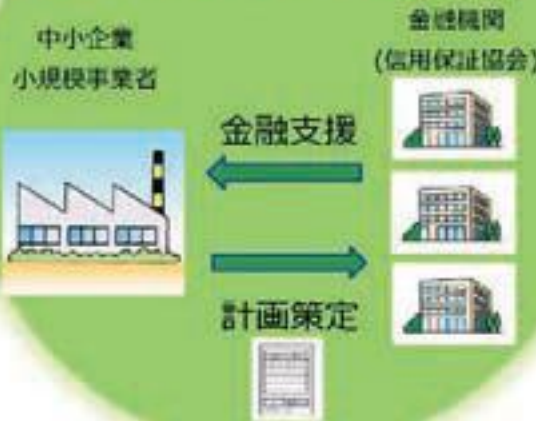 中小企業
小規模事業者
金融機関
(信用保証協会)
金融支援
計画策定